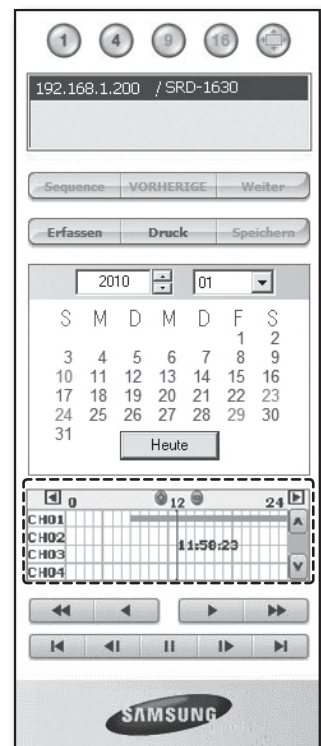 1 4 9 16
192.168.1.200 / SRD-1630
Sequence VORHERIGE Weiter
Erfassen Druck Speichern
2010 01
S M D M D F S
1 2
3 4 5 6 7 8 9
10 11 12 13 14 15 16
17 18 19 20 21 22 23
24 25 26 27 28 29 30
31 Heute
0 12 24
CH01
CH02 11:58:23
CH03
CH04
SAMSUNG